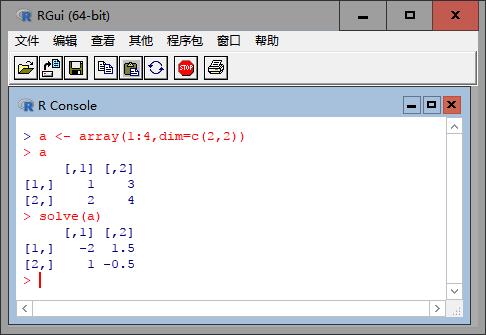 RGui (64-bit)
文件 编辑 查看 其他 程序包 窗口 帮助
STOP
R Console
> a <- array(1:4,dim=c(2,2))
> a
     [,1] [,2]
[1,]    1    3
[2,]    2    4
> solve(a)
     [,1] [,2]
[1,]   -2  1.5
[2,]    1 -0.5
>